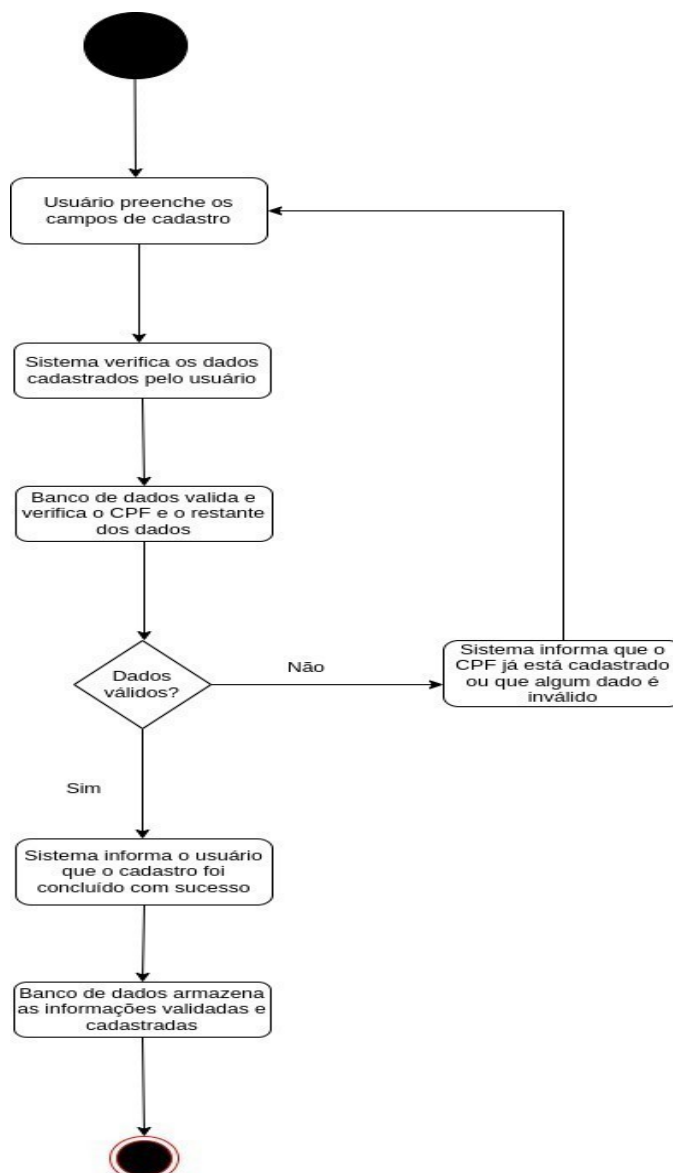 Usuário preenche os
campos de cadastro
Sistema verifica os dados
cadastrados pelo usuário
Banco de dados valida e
verifica o CPF e o restante
dos dados
Dados
válidos?
Não
Sistema informa que o
CPF já está cadastrado
ou que algum dado é
inválido
Sim
Sistema informa o usuário
que o cadastro foi
concluído com sucesso
Banco de dados armazena
as informações validadas e
cadastradas